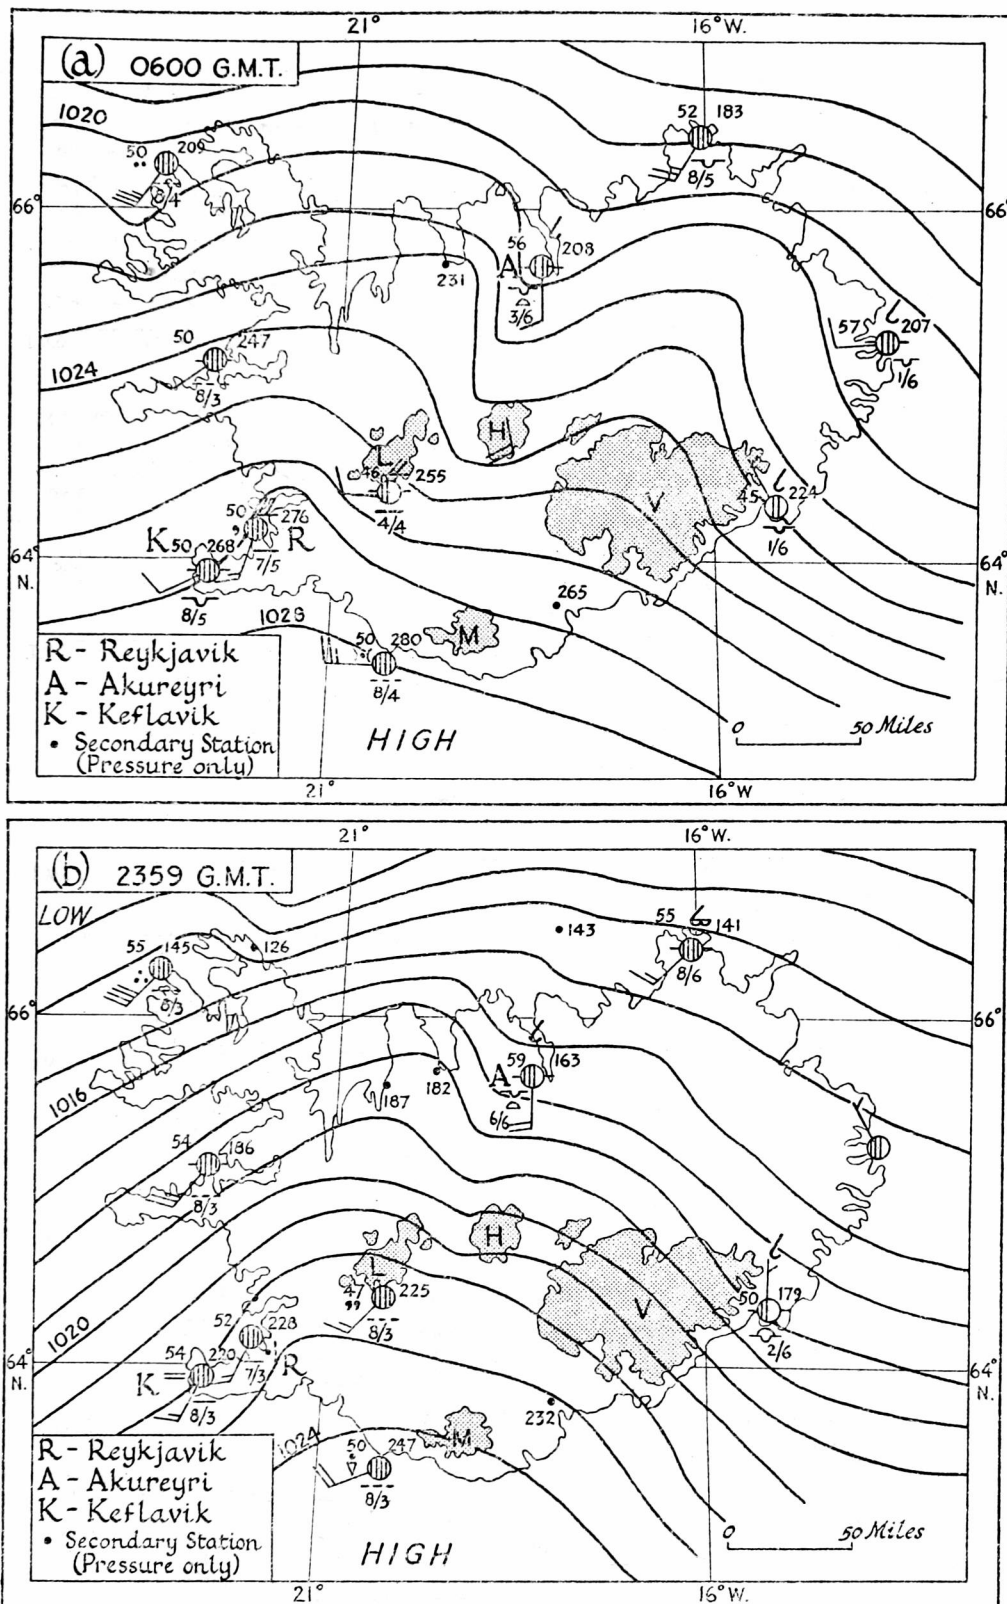 21°
16°W.
(a) 0600 G.M.T.
1020
50
209
8/4
52
183
8/5
66°
66°
56
208
A
3/6
231
57
207
1/6
50
247
8/3
1024
H
L
46
255
4/4
V
45
224
1/6
50
276
R
7/5
K
50
268
8/5
64°
N.
64°
N.
265
1028
M
50
280
8/4
R - Reykjavik
A - Akureyri
K - Keflavik
• Secondary Station
(Pressure only)
HIGH
0 50 Miles
21°
16°W
21°
16°W.
(b) 2359 G.M.T.
LOW
55
145
126
8/3
143
55
141
8/6
66°
66°
59
163
A
6/6
182
187
1016
54
186
8/3
H
L
47
225
8/3
V
50
179
2/6
1020
52
228
R
7/3
K
54
220
8/3
64°
N.
64°
N.
232
1024
M
50
247
8/3
R - Reykjavik
A - Akureyri
K - Keflavik
• Secondary Station
(Pressure only)
HIGH
0 50 Miles
21°
16°W.